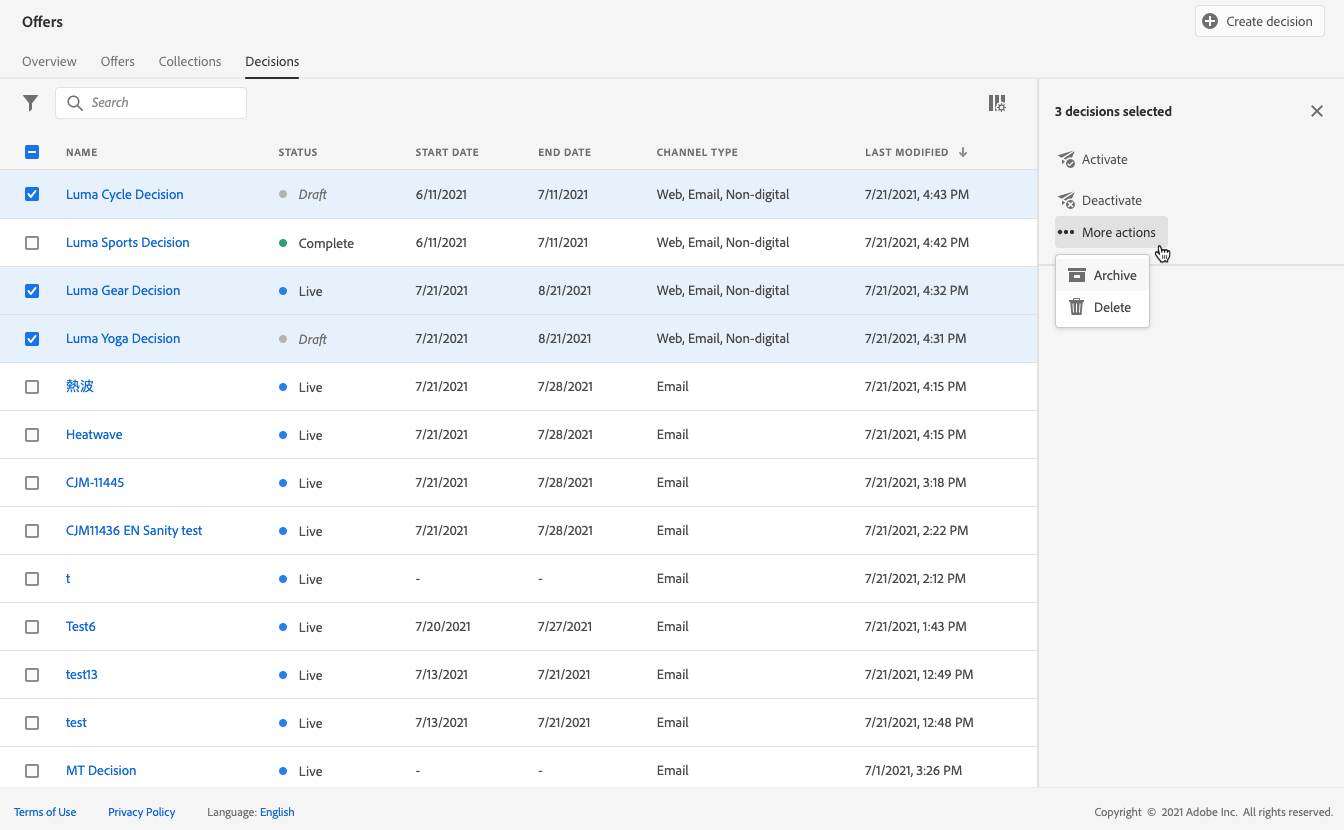 Offers
Create decision
Overview Offers Collections Decisions
Search
3 decisions selected
NAME STATUS START DATE END DATE CHANNEL TYPE LAST MODIFIED
Activate
Luma Cycle Decision Draft 6/11/2021 7/11/2021 Web, Email, Non-digital 7/21/2021, 4:43 PM
Deactivate
More actions
Luma Sports Decision Complete 6/11/2021 7/11/2021 Web, Email, Non-digital 7/21/2021, 4:42 PM
Archive
Luma Gear Decision Live 7/21/2021 8/21/2021 Web, Email, Non-digital 7/21/2021, 4:32 PM
Delete
Luma Yoga Decision Draft 7/21/2021 8/21/2021 Web, Email, Non-digital 7/21/2021, 4:31 PM
熱波 Live 7/21/2021 7/28/2021 Email 7/21/2021, 4:15 PM
Heatwave Live 7/21/2021 7/28/2021 Email 7/21/2021, 4:15 PM
CJM-11445 Live 7/21/2021 7/28/2021 Email 7/21/2021, 3:18 PM
CJM11436 EN Sanity test Live 7/21/2021 7/28/2021 Email 7/21/2021, 2:22 PM
t Live - - Email 7/21/2021, 2:12 PM
Test6 Live 7/20/2021 7/27/2021 Email 7/21/2021, 1:43 PM
test13 Live 7/13/2021 7/21/2021 Email 7/21/2021, 12:49 PM
test Live 7/13/2021 7/21/2021 Email 7/21/2021, 12:48 PM
MT Decision Live - - Email 7/1/2021, 3:26 PM
Terms of Use Privacy Policy Language: English Copyright © 2021 Adobe Inc. All rights reserved.